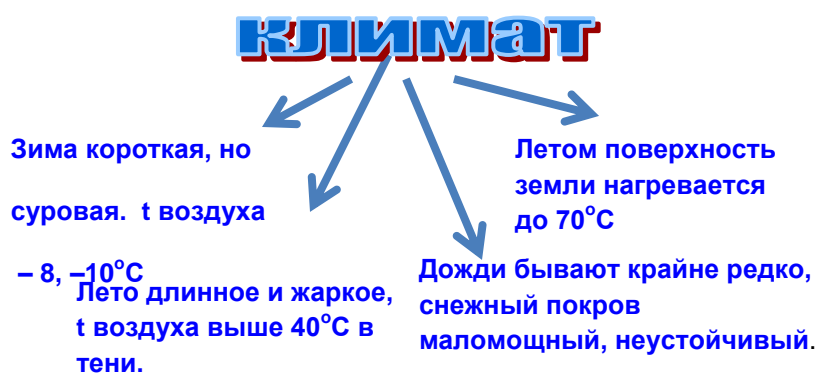 климат
Зима короткая, но
суровая. t воздуха
– 8, –10°С
Лето длинное и жаркое,
t воздуха выше 40°С в
тени.
Дожди бывают крайне редко,
снежный покров
маломощный, неустойчивый.
Летом поверхность
земли нагревается
до 70°С